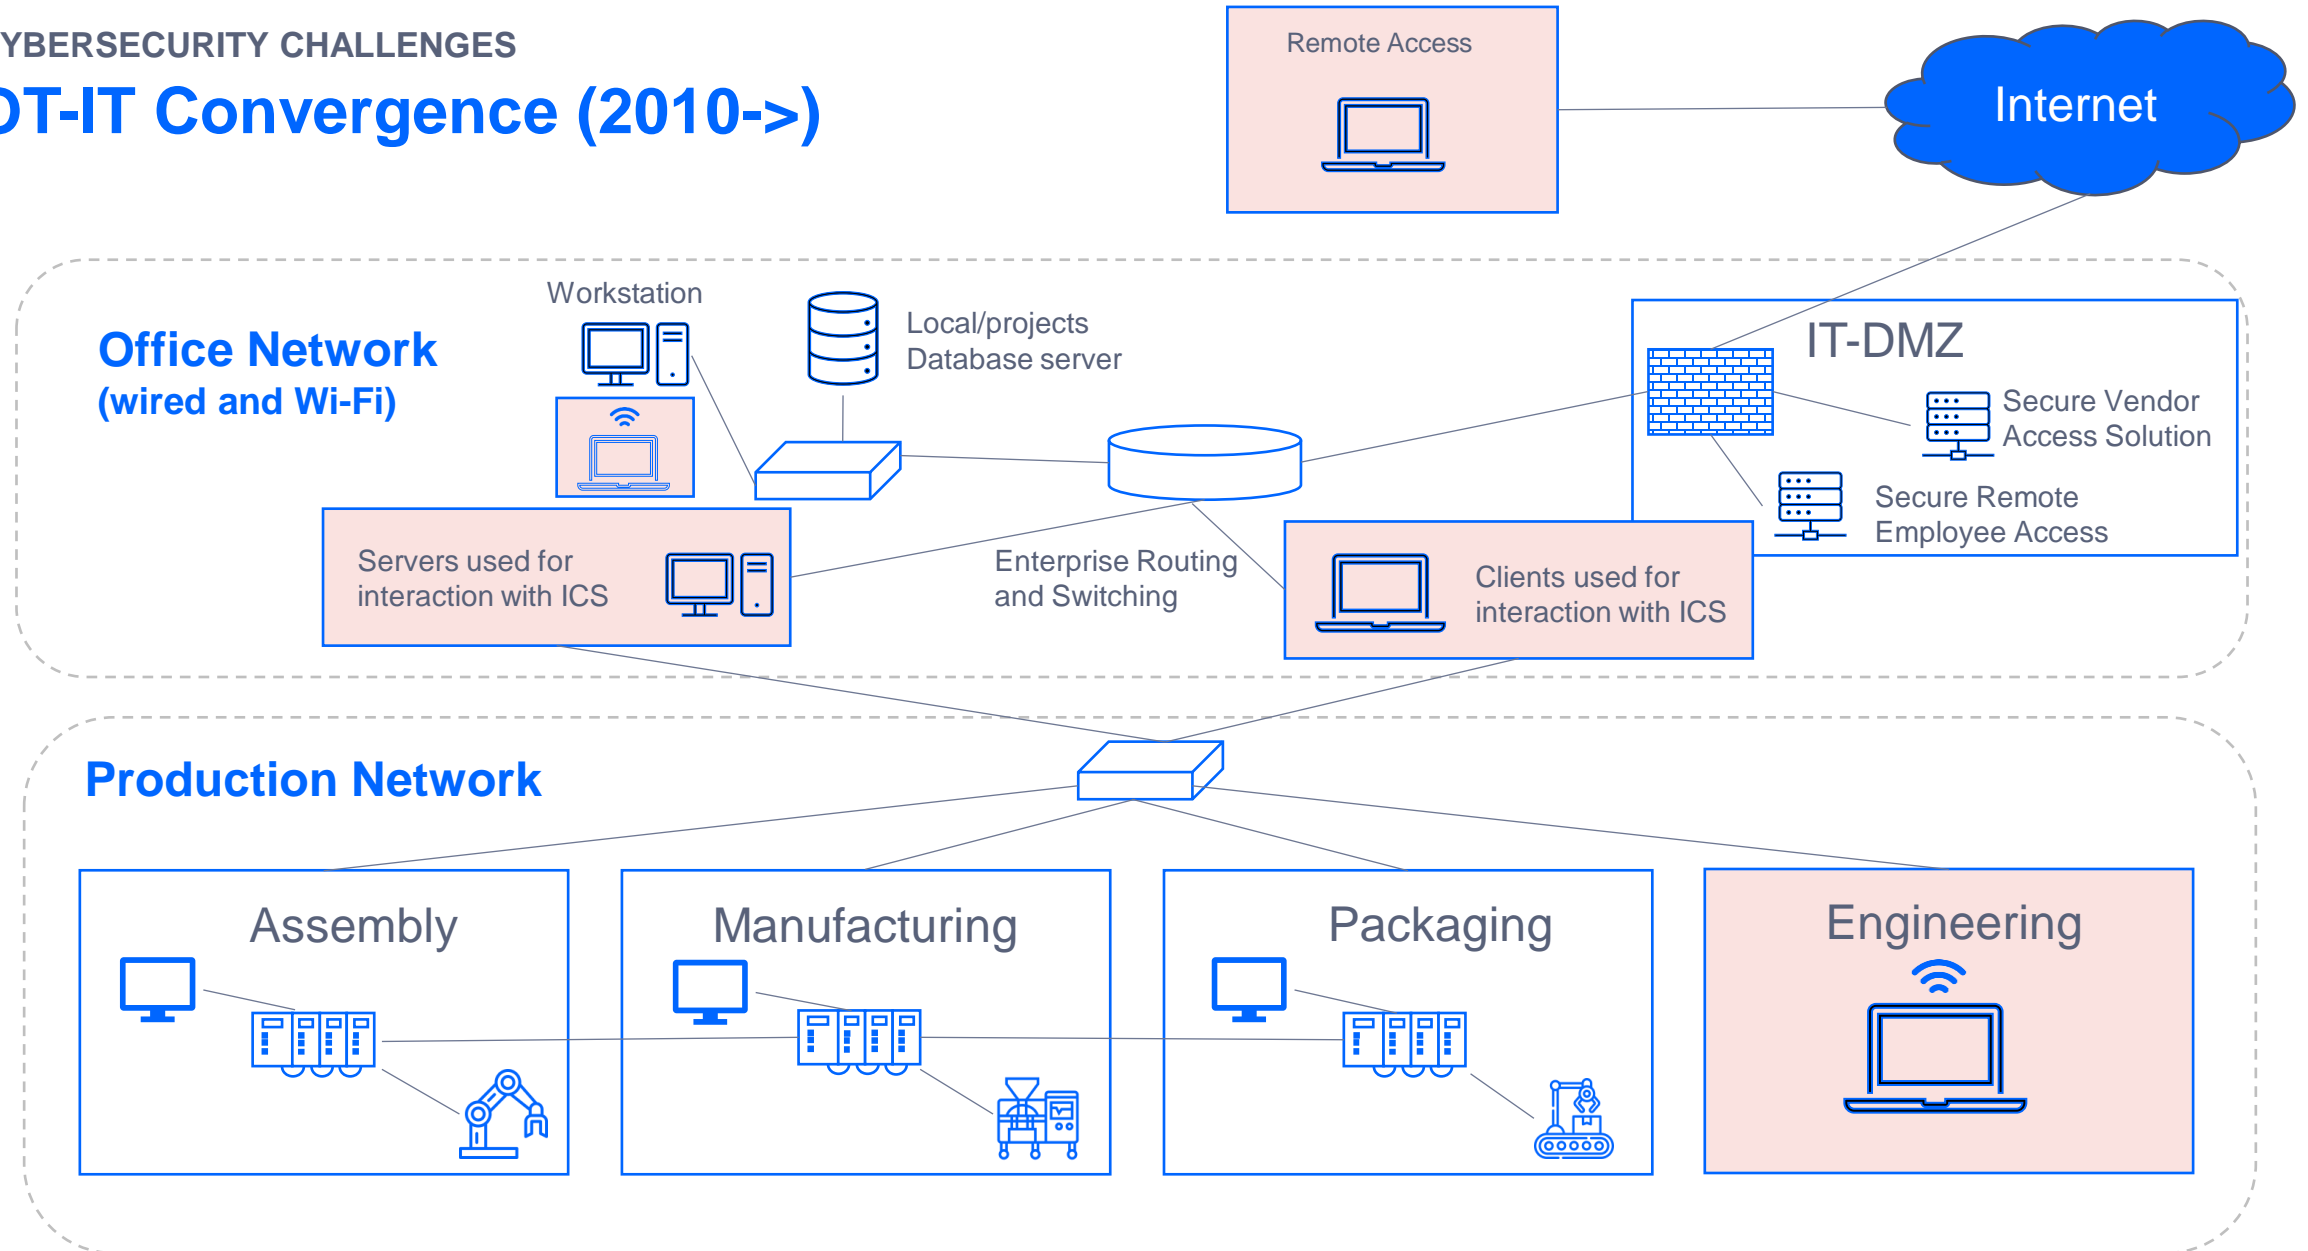 YBERSECURITY CHALLENGES
OT-IT Convergence (2010->)
Remote Access
Internet
Workstation
Local/projects
Database server
Office Network
(wired and Wi-Fi)
IT-DMZ
Secure Vendor
Access Solution
Secure Remote
Employee Access
Servers used for
interaction with ICS
Enterprise Routing
and Switching
Clients used for
interaction with ICS
Production Network
Assembly
Manufacturing
Packaging
Engineering